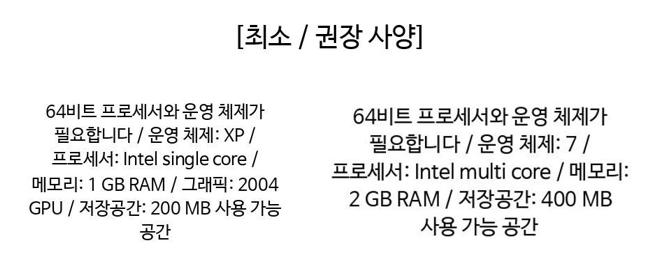 [최소 / 권장 사양]
64비트 프로세서와 운영 체제가
필요합니다 / 운영 체제: XP /
프로세서: Intel single core /
메모리: 1 GB RAM / 그래픽: 2004
GPU / 저장공간: 200 MB 사용 가능
공간
64비트 프로세서와 운영 체제가
필요합니다 / 운영 체제: 7 /
프로세서: Intel multi core / 메모리:
2 GB RAM / 저장공간: 400 MB
사용 가능 공간